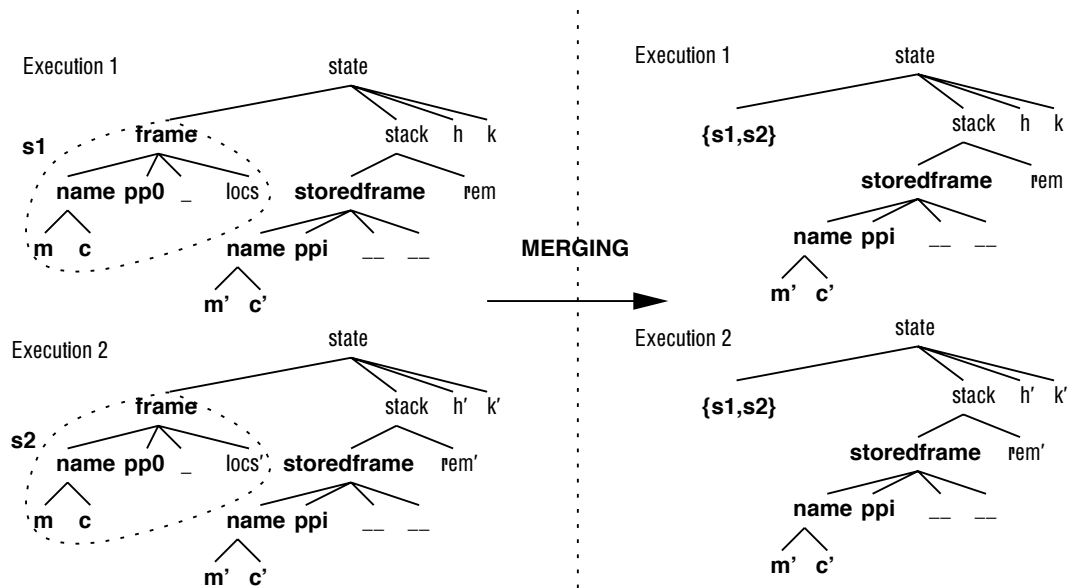 Execution 1
state
s1
frame
stack h k
name pp0 _ locs
storedframe rem
m c
name ppi __ __
m' c'
Execution 2
state
s2
frame
stack h' k'
name pp0 _ locs'
storedframe rem'
m c
name ppi __ __
m' c'
MERGING
Execution 1
state
{s1,s2}
stack h k
storedframe rem
name ppi __ __
m' c'
Execution 2
state
{s1,s2}
stack h' k'
storedframe rem'
name ppi __ __
m' c'